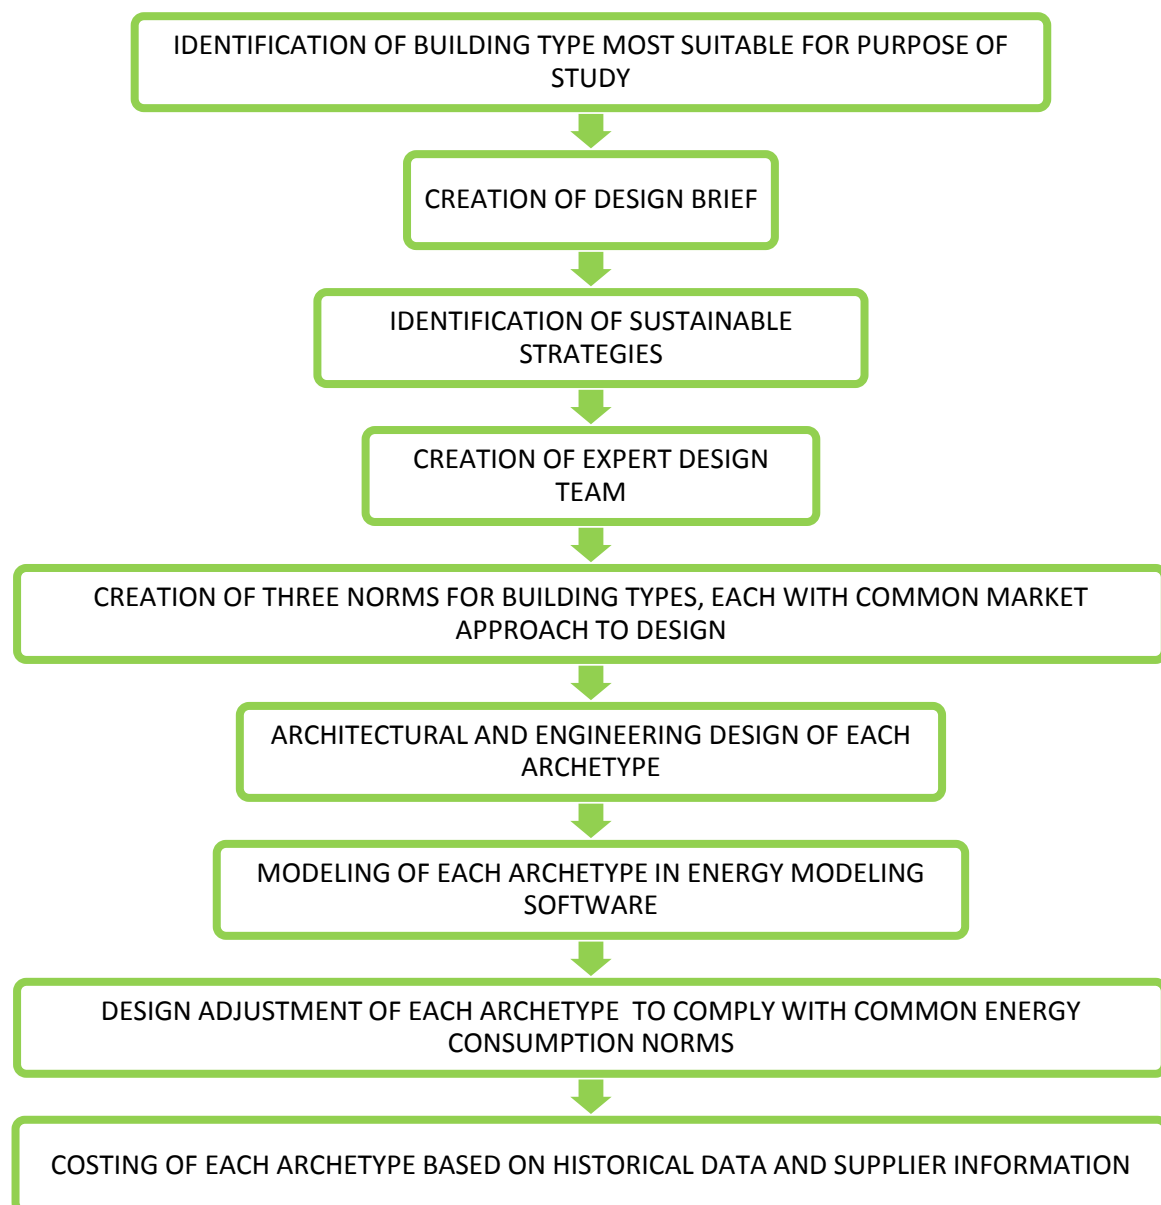 IDENTIFICATION OF BUILDING TYPE MOST SUITABLE FOR PURPOSE OF
STUDY
CREATION OF DESIGN BRIEF
IDENTIFICATION OF SUSTAINABLE
STRATEGIES
CREATION OF EXPERT DESIGN
TEAM
CREATION OF THREE NORMS FOR BUILDING TYPES, EACH WITH COMMON MARKET
APPROACH TO DESIGN
ARCHITECTURAL AND ENGINEERING DESIGN OF EACH
ARCHETYPE
MODELING OF EACH ARCHETYPE IN ENERGY MODELING
SOFTWARE
DESIGN ADJUSTMENT OF EACH ARCHETYPE  TO COMPLY WITH COMMON ENERGY
CONSUMPTION NORMS
COSTING OF EACH ARCHETYPE BASED ON HISTORICAL DATA AND SUPPLIER INFORMATION